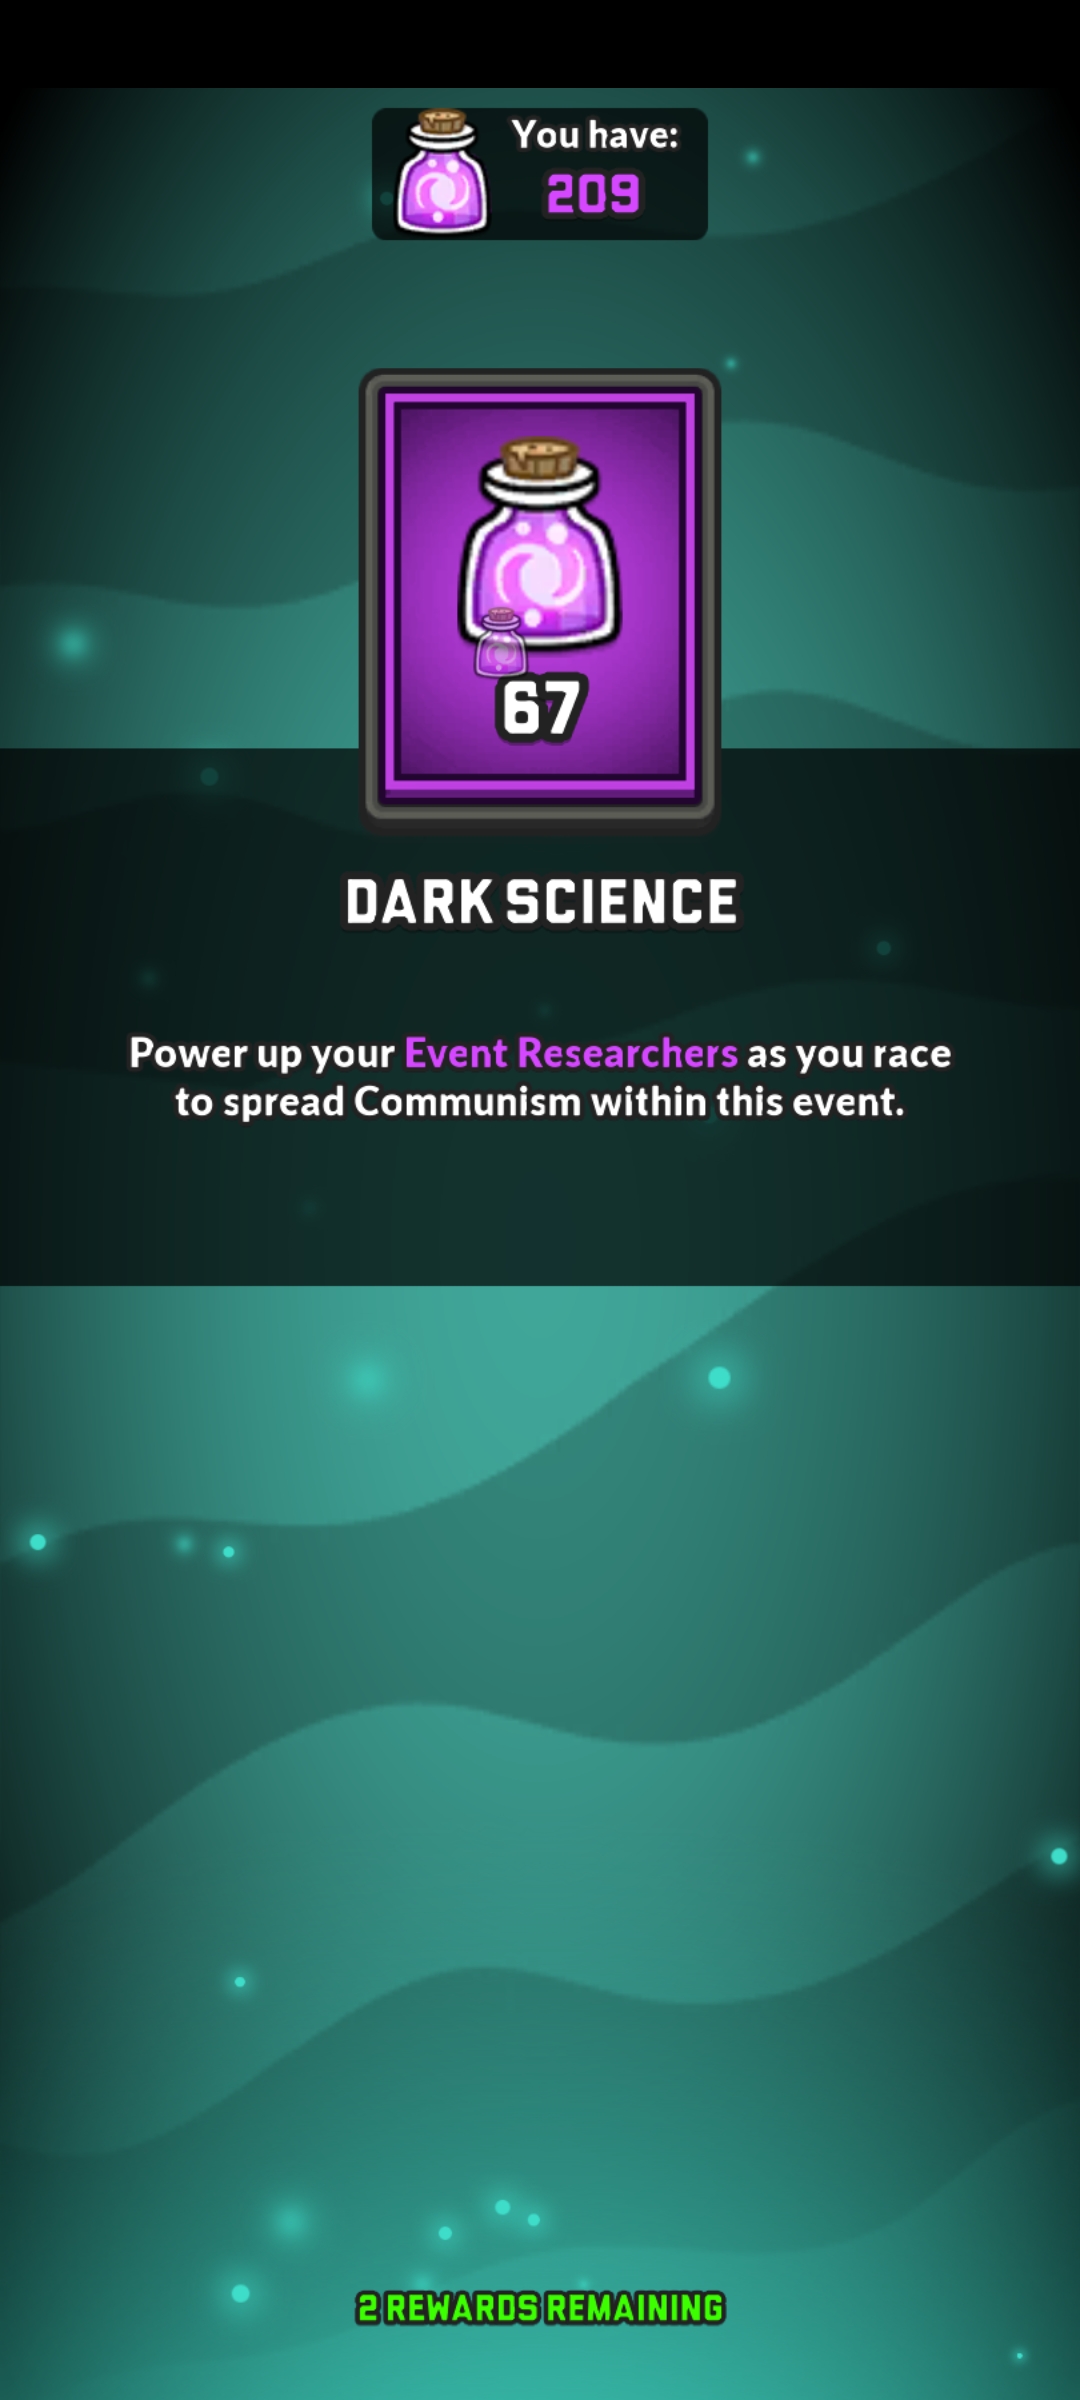 You have:
209
67
DARK SCIENCE
Power up your Event Researchers as you race
to spread Communism within this event.
2 REWARDS REMAINING